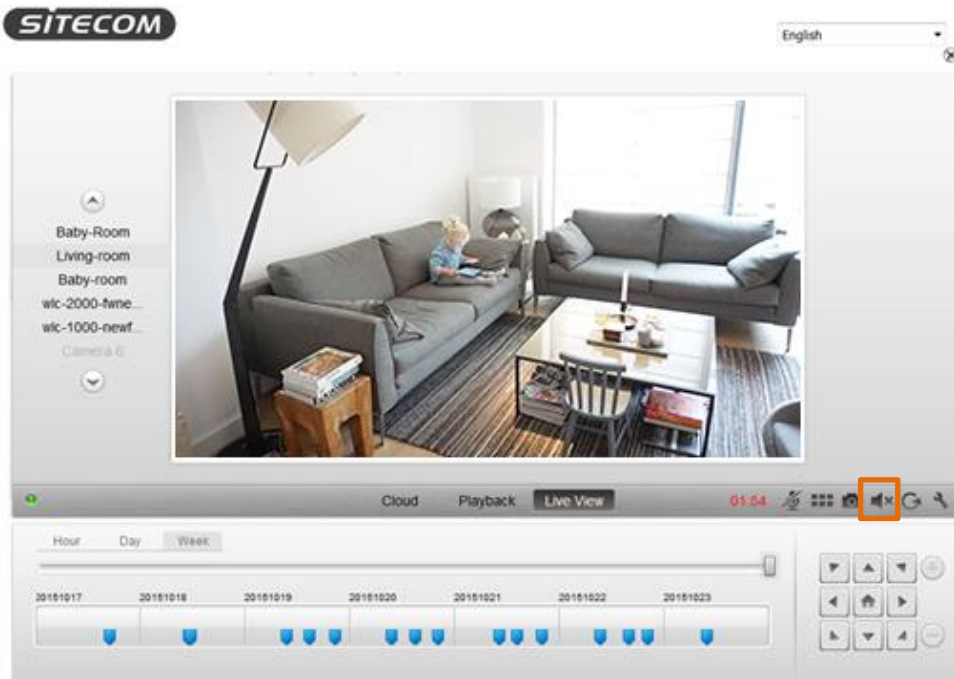 SITECOM
English
Baby-Room
Living-room
Baby-room
wlc-2000-fwne...
wlc-1000-newf...
Camera 6
Cloud Playback Live View 01:54
Hour Day Week
20151017 20151018 20151019 20151020 20151021 20151022 20151023